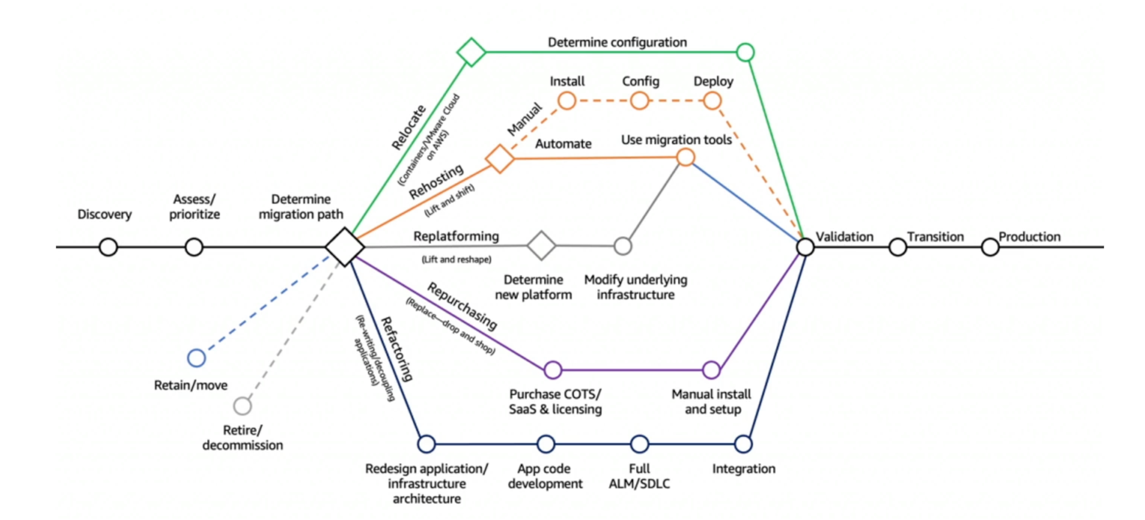 Determine configuration
Install
Config
Deploy
Manual
Relocate
(Containers/VMware Cloud
on AWS)
Automate
Use migration tools
Rehosting
(Lift and shift)
Discovery
Assess/
prioritize
Determine
migration path
Replatforming
(Lift and reshape)
Determine
new platform
Modify underlying
infrastructure
Validation
Transition
Production
Repurchasing
(Replace—drop and shop)
Purchase COTS/
SaaS & licensing
Manual install
and setup
Refactoring
(Re-writing/decoupling
applications)
Retain/move
Retire/
decommission
Redesign application/
infrastructure
architecture
App code
development
Full
ALM/SDLC
Integration